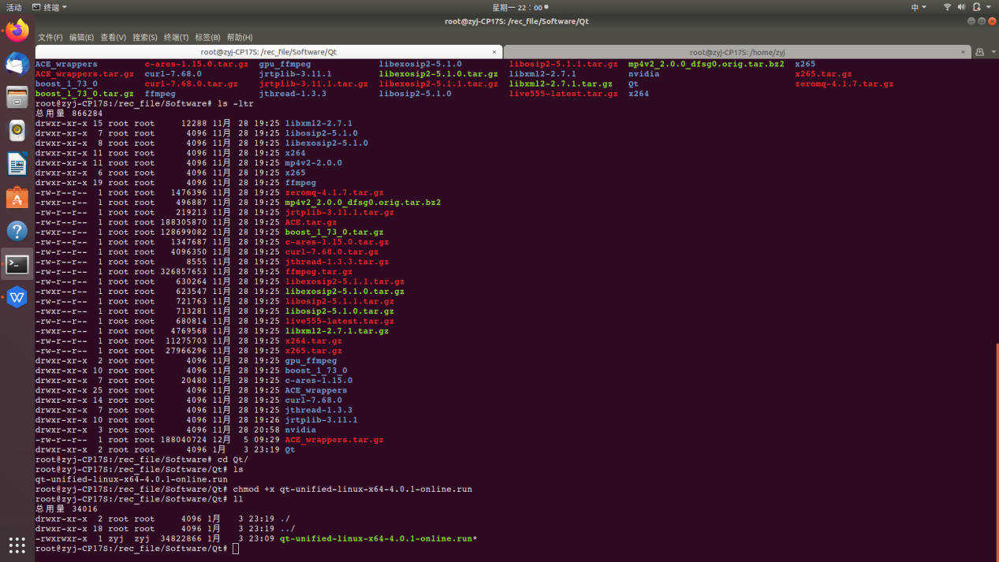 活动 终端 星期一 22：00 中
root@zyj-CP17S: /rec_file/Software/Qt
文件(F) 编辑(E) 查看(V) 搜索(S) 终端(T) 标签(B) 帮助(H)
root@zyj-CP17S: /rec_file/Software/Qt × root@zyj-CP17S: /home/zyj ×
ACE_wrappers c-ares-1.15.0.tar.gz gpu_ffmpeg libexosip2-5.1.0 libosip2-5.1.1.tar.gz mp4v2_2.0.0_dfsg0.orig.tar.bz2 x265
ACE_wrappers.tar.gz curl-7.68.0 jrtplib-3.11.1 libexosip2-5.1.0.tar.gz libxml2-2.7.1 nvidia x265.tar.gz
boost_1_73_0 curl-7.68.0.tar.gz jrtplib-3.11.1.tar.gz libexosip2-5.1.1.tar.gz libxml2-2.7.1.tar.gz Qt zeromq-4.1.7.tar.gz
boost_1_73_0.tar.gz ffmpeg jthread-1.3.3 libosip2-5.1.0 live555-latest.tar.gz x264
root@zyj-CP17S:/rec_file/Software# ls -ltr
总用量 866284
drwxr-xr-x 15 root root 12288 11月 28 19:25 libxml2-2.7.1
drwxr-xr-x 7 root root 4096 11月 28 19:25 libosip2-5.1.0
drwxr-xr-x 8 root root 4096 11月 28 19:25 libexosip2-5.1.0
drwxr-xr-x 11 root root 4096 11月 28 19:25 x264
drwxr-xr-x 11 root root 4096 11月 28 19:25 mp4v2-2.0.0
drwxr-xr-x 6 root root 4096 11月 28 19:25 x265
drwxr-xr-x 19 root root 4096 11月 28 19:25 ffmpeg
-rw-r--r-- 1 root root 1476396 11月 28 19:25 zeromq-4.1.7.tar.gz
-rwxr--r-- 1 root root 496887 11月 28 19:25 mp4v2_2.0.0_dfsg0.orig.tar.bz2
-rw-r--r-- 1 root root 219213 11月 28 19:25 jrtplib-3.11.1.tar.gz
-rw-r--r-- 1 root root 188305870 11月 28 19:25 ACE.tar.gz
-rwxr--r-- 1 root root 128699082 11月 28 19:25 boost_1_73_0.tar.gz
-rw-r--r-- 1 root root 1347687 11月 28 19:25 c-ares-1.15.0.tar.gz
-rw-r--r-- 1 root root 4096350 11月 28 19:25 curl-7.68.0.tar.gz
-rw-r--r-- 1 root root 8555 11月 28 19:25 jthread-1.3.3.tar.gz
-rw-r--r-- 1 root root 326857653 11月 28 19:25 ffmpeg.tar.gz
-rw-r--r-- 1 root root 630264 11月 28 19:25 libexosip2-5.1.1.tar.gz
-rwxr--r-- 1 root root 623547 11月 28 19:25 libexosip2-5.1.0.tar.gz
-rw-r--r-- 1 root root 721763 11月 28 19:25 libosip2-5.1.1.tar.gz
-rwxr--r-- 1 root root 713281 11月 28 19:25 libosip2-5.1.0.tar.gz
-rw-r--r-- 1 root root 680814 11月 28 19:25 live555-latest.tar.gz
-rwxr--r-- 1 root root 4769568 11月 28 19:25 libxml2-2.7.1.tar.gz
-rw-r--r-- 1 root root 11275703 11月 28 19:25 x264.tar.gz
-rw-r--r-- 1 root root 27966296 11月 28 19:25 x265.tar.gz
drwxr-xr-x 2 root root 4096 11月 28 19:25 gpu_ffmpeg
drwxr-xr-x 10 root root 4096 11月 28 19:25 boost_1_73_0
drwxr-xr-x 7 root root 20480 11月 28 19:25 c-ares-1.15.0
drwxr-xr-x 25 root root 4096 11月 28 19:25 ACE_wrappers
drwxr-xr-x 14 root root 4096 11月 28 19:25 curl-7.68.0
drwxr-xr-x 7 root root 4096 11月 28 19:25 jthread-1.3.3
drwxr-xr-x 10 root root 4096 11月 28 19:26 jrtplib-3.11.1
drwxr-xr-x 3 root root 4096 11月 28 20:58 nvidia
-rw-r--r-- 1 root root 188040724 12月 5 09:29 ACE_wrappers.tar.gz
drwxr-xr-x 2 root root 4096 1月 3 23:19 Qt
root@zyj-CP17S:/rec_file/Software# cd Qt/
root@zyj-CP17S:/rec_file/Software/Qt# ls
qt-unified-linux-x64-4.0.1-online.run
root@zyj-CP17S:/rec_file/Software/Qt# chmod +x qt-unified-linux-x64-4.0.1-online.run
root@zyj-CP17S:/rec_file/Software/Qt# ll
总用量 34016
drwxr-xr-x 2 root root 4096 1月 3 23:19 ./
drwxr-xr-x 18 root root 4096 1月 3 23:19 ../
-rwxrwxr-x 1 zyj zyj 34822866 1月 3 23:09 qt-unified-linux-x64-4.0.1-online.run*
root@zyj-CP17S:/rec_file/Software/Qt#